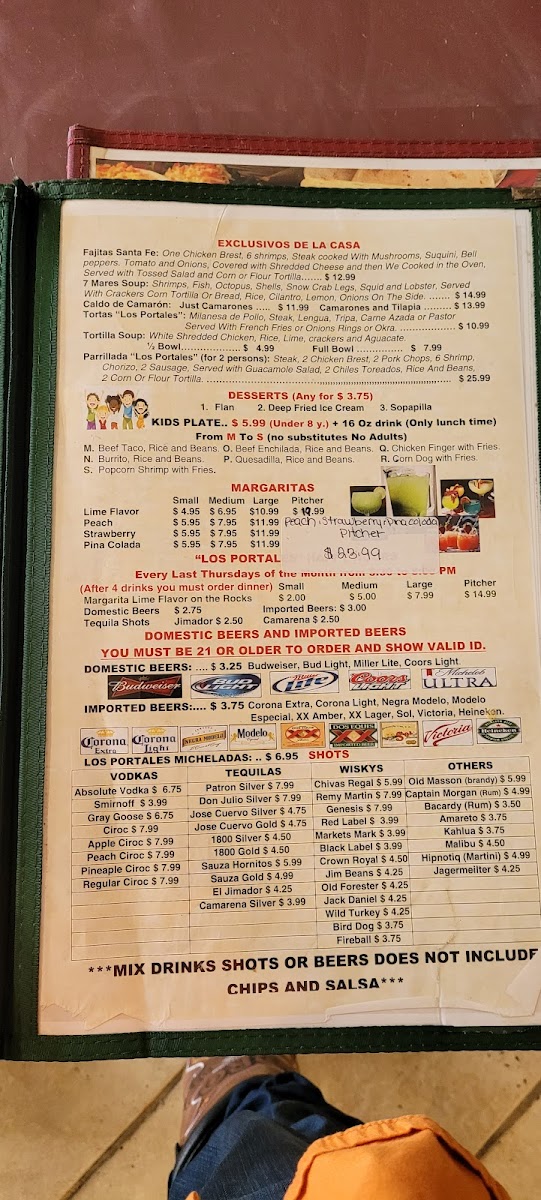 EXCLUSIVOS DE LA CASA
Fajitas Santa Fe: One Chicken Brest, 6 shrimps, Steak cooked With Mushrooms, Suquini, Bell
peppers. Tomato and Onions, Covered with Shredded Cheese and then We Cooked in the Oven,
Served with Tossed Salad and Corn or Flour Tortilla....... $ 12.99
7 Mares Soup: Shrimps, Fish, Octopus, Shells, Snow Crab Legs, Squid and Lobster, Served
With Crackers Corn Tortilla Or Bread, Rice, Cilantro, Lemon, Onions On The Side. ....... $ 14.99
Caldo de Camarón: Just Camarones ..... $ 11.99 Camarones and Tilapia ........ $ 13.99
Tortas "Los Portales": Milanesa de Pollo, Steak, Lengua, Tripa, Carne Azada or Pastor
Served With French Fries or Onions Rings or Okra. .................... $ 10.99
Tortilla Soup: White Shredded Chicken, Rice, Lime, crackers and Aguacate.
½ Bowl.................. $ 4.99 Full Bowl .............. $ 7.99
Parrillada "Los Portales" (for 2 persons): Steak, 2 Chicken Brest, 2 Pork Chops, 6 Shrimp,
Chorizo, 2 Sausage, Served with Guacamole Salad, 2 Chiles Toreados, Rice And Beans,
2 Corn Or Flour Tortilla. ........................ $ 25.99
DESSERTS (Any for $ 3.75)
1. Flan 2. Deep Fried Ice Cream 3. Sopapilla
KIDS PLATE.. $ 5.99 (Under 8 y.) + 16 Oz drink (Only lunch time)
From M To S (no substitutes No Adults)
M. Beef Taco, Rice and Beans. O. Beef Enchilada, Rice and Beans. Q. Chicken Finger with Fries.
N. Burrito, Rice and Beans. P. Quesadilla, Rice and Beans. R. Corn Dog with Fries.
S. Popcorn Shrimp with Fries.
MARGARITAS
Small Medium Large Pitcher
Lime Flavor $ 4.95 $ 6.95 $10.99 $ 19.99
Peach $ 5.95 $ 7.95 $11.99
Strawberry $ 5.95 $ 7.95 $11.99
Pina Colada $ 5.95 $ 7.95 $11.99
Peach, Strawberry, Pina colada
Pitcher
$23.99
"LOS PORTAL
Every Last Thursdays of the Month from PM
(After 4 drinks you must order dinner) Small Medium Large Pitcher
Margarita Lime Flavor on the Rocks $ 2.00 $ 5.00 $ 7.99 $ 14.99
Domestic Beers $ 2.75 Imported Beers: $ 3.00
Tequila Shots Jimador $ 2.50 Camarena $ 2.50
DOMESTIC BEERS AND IMPORTED BEERS
YOU MUST BE 21 OR OLDER TO ORDER AND SHOW VALID ID.
DOMESTIC BEERS: .... $ 3.25 Budweiser, Bud Light, Miller Lite, Coors Light
Budweiser BUD LIGHT Miller Lite Coors LIGHT Michelob ULTRA
IMPORTED BEERS:.... $ 3.75 Corona Extra, Corona Light, Negra Modelo, Modelo
Especial, XX Amber, XX Lager, Sol, Victoria, Heineken.
Corona Extra Corona Light NEGRA MODELO Modelo XX DOS EQUIS XX Sol Victoria Heineken
LOS PORTALES MICHELADAS: .. $ 6.95 SHOTS
VODKAS
Absolute Vodka $ 6.75
Smirnoff $ 3.99
Gray Goose $ 6.75
Ciroc $ 7.99
Apple Ciroc $ 7.99
Peach Ciroc $ 7.99
Pineaple Ciroc $ 7.99
Regular Ciroc $ 7.99
TEQUILAS
Patron Silver $ 7.99
Don Julio Silver $ 7.99
Jose Cuervo Silver $ 4.75
Jose Cuervo Gold $ 4.75
1800 Silver $ 4.50
1800 Gold $ 4.50
Sauza Hornitos $ 5.99
Sauza Gold $ 4.99
El Jimador $ 4.25
Camarena Silver $ 3.99
WISKYS
Chivas Regal $ 5.99
Remy Martin $ 7.99
Genesis $ 7.99
Red Label $ 3.99
Markets Mark $ 3.99
Black Label $ 3.99
Crown Royal $ 4.50
Jim Beans $ 4.25
Old Forester $ 4.25
Jack Daniel $ 4.25
Wild Turkey $ 4.25
Bird Dog $ 3.75
Fireball $ 3.75
OTHERS
Old Masson (brandy) $ 5.99
Captain Morgan (Rum) $ 4.99
Bacardy (Rum) $ 3.50
Amareto $ 3.75
Kahlua $ 3.75
Malibu $ 4.50
Hipnotiq (Martini) $ 4.99
Jagermeilter $ 4.25
***MIX DRINKS SHOTS OR BEERS DOES NOT INCLUDE
CHIPS AND SALSA***